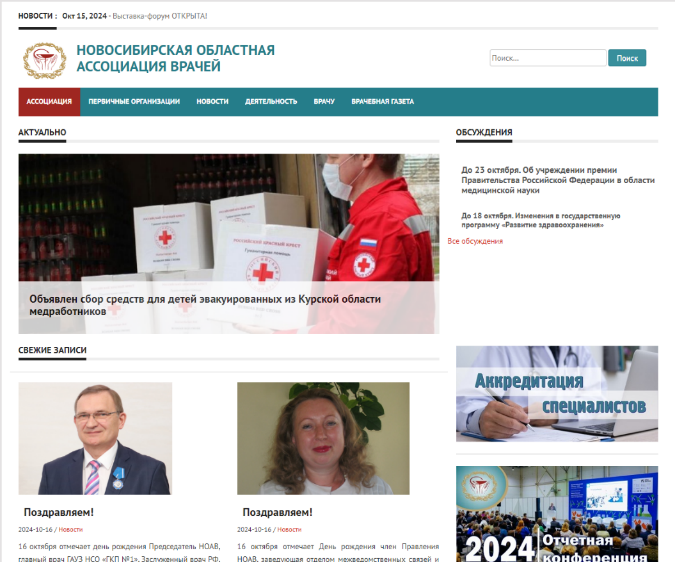 НОВОСТИ : Окт 15, 2024 - Выставка-форум ОТКРЫТА!
НОВОСИБИРСКАЯ ОБЛАСТНАЯ
АССОЦИАЦИЯ ВРАЧЕЙ
Поиск...
Поиск
АССОЦИАЦИЯ ПЕРВИЧНЫЕ ОРГАНИЗАЦИИ НОВОСТИ ДЕЯТЕЛЬНОСТЬ ВРАЧУ ВРАЧЕБНАЯ ГАЗЕТА
АКТУАЛЬНО
РОССИЙСКИЙ КРАСНЫЙ КРЕСТ
Гуманитарная помощь
Объявлен сбор средств для детей эвакуированных из Курской области
медработников
ОБСУЖДЕНИЯ
До 23 октября. Об учреждении премии
Правительства Российской Федерации в области
медицинской науки
До 18 октября. Изменения в государственную
программу «Развитие здравоохранения»
Все обсуждения
СВЕЖИЕ ЗАПИСИ
Поздравляем!
2024-10-16 / Новости
16 октября отмечает день рождения Председатель НОАВ,
главный врач ГАУЗ НСО «ГКП №1», Заслуженный врач РФ,
Поздравляем!
2024-10-16 / Новости
16 октября отмечает День рождения член Правления
НОАВ, заведующая отделом межведомственных связей и
Аккредитация
специалистов
2024 Отчетная
Конференция